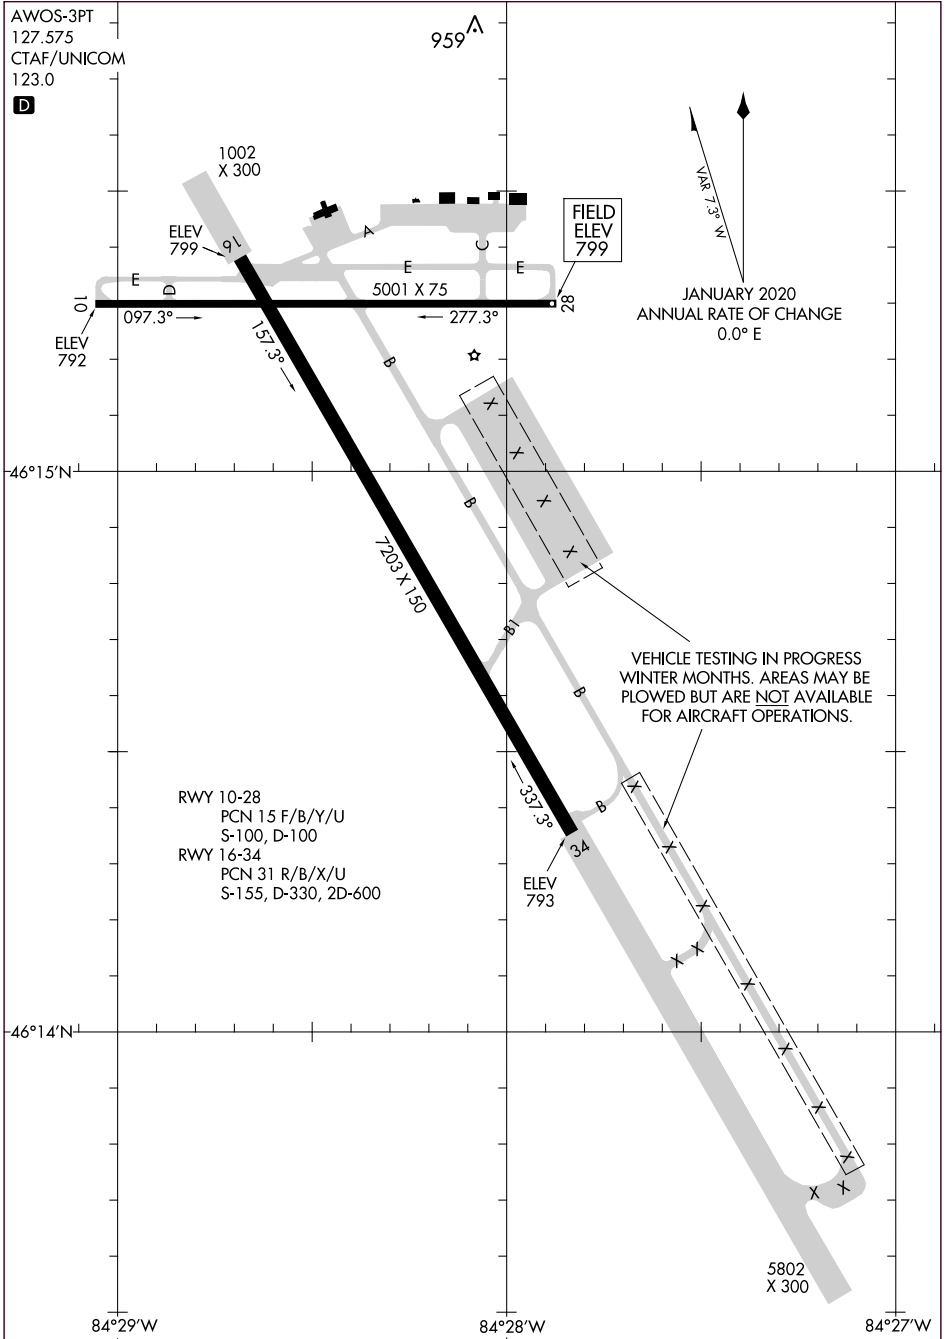 AWOS-3PT
127.575
CTAF/UNICOM
123.0
D
959
1002
X 300
VAR 7.3° W
JANUARY 2020
ANNUAL RATE OF CHANGE
0.0° E
ELEV
799
16
A
C
FIELD
ELEV
799
E
E
E
D
10
5001 X 75
28
097.3°
277.3°
ELEV
792
157.3°
B
X
X
X
X
46°15'N
B
7203 X 150
B1
VEHICLE TESTING IN PROGRESS
WINTER MONTHS. AREAS MAY BE
PLOWED BUT ARE NOT AVAILABLE
FOR AIRCRAFT OPERATIONS.
B
RWY 10-28
PCN 15 F/B/Y/U
S-100, D-100
RWY 16-34
PCN 31 R/B/X/U
S-155, D-330, 2D-600
337.3°
B
34
ELEV
793
X
X
X
X
X
X
X
X
X
46°14'N
X
X
5802
X 300
84°29'W
84°28'W
84°27'W